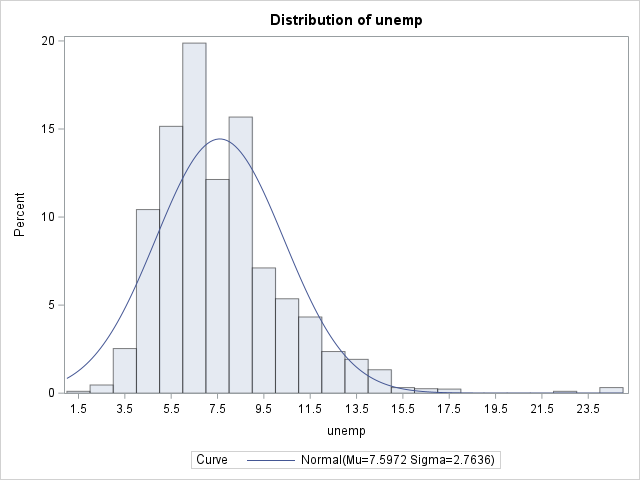 Distribution of unemp
20
15
10
5
0
Percent
1.5 3.5 5.5 7.5 9.5 11.5 13.5 15.5 17.5 19.5 21.5 23.5
unemp
Curve Normal(Mu=7.5972 Sigma=2.7636)